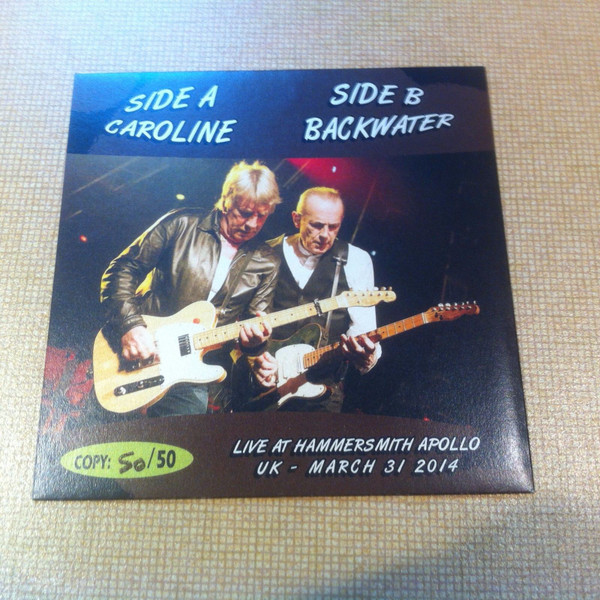 SIDE A
CAROLINE
SIDE B
BACKWATER
COPY: 50/50
LIVE AT HAMMERSMITH APOLLO
UK - MARCH 31 2014